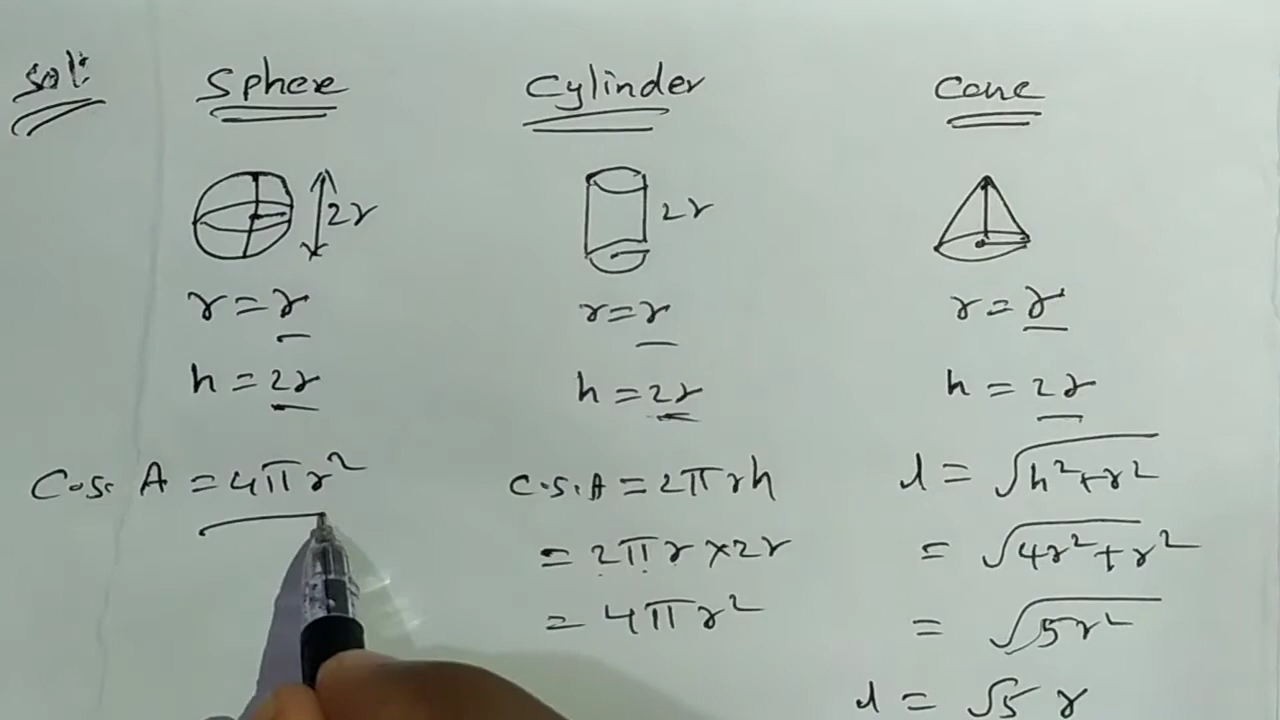 Sol:
Sphere
Cylinder
Cone
2r
2r
r = r
r = r
r = r
h = 2r
h = 2r
h = 2r
C.S. A = 4πr²
C.S.A = 2πrh
l = √h²+r²
= 2πr × 2r
= √4r²+r²
= 4πr²
= √5r²
l = √5 r